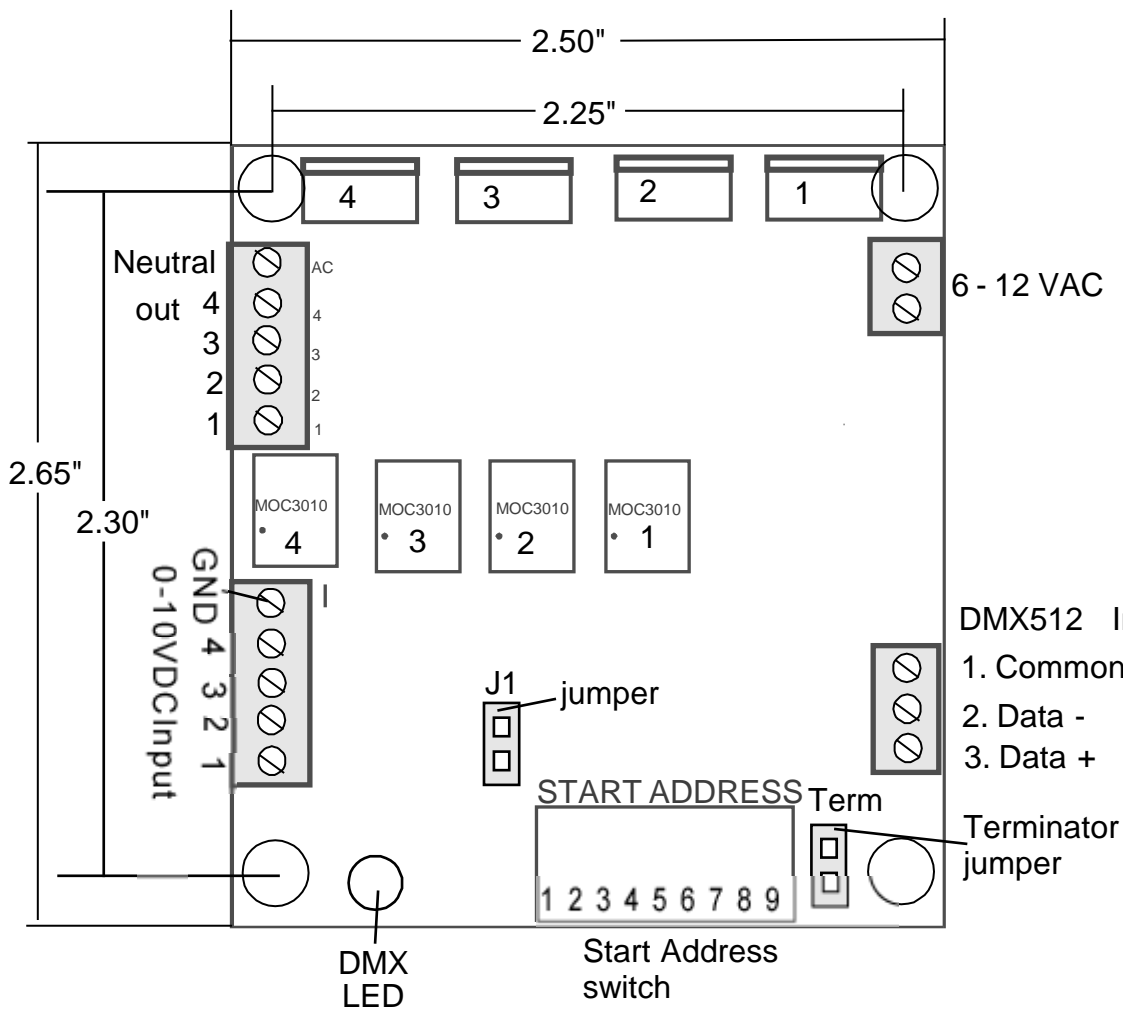 2.50"
2.25"
4 3 2 1
Neutral
out
AC
4 4
3 3
2 2
1 1
6 - 12 VAC
2.65"
2.30"
MOC3010
4
MOC3010
3
MOC3010
2
MOC3010
1
GND 4 3 2 1
0-10VDCInput
DMX512
1. Common
2. Data -
3. Data +
J1
jumper
START ADDRESS
Term
Terminator
jumper
1 2 3 4 5 6 7 8 9
Start Address
switch
DMX
LED